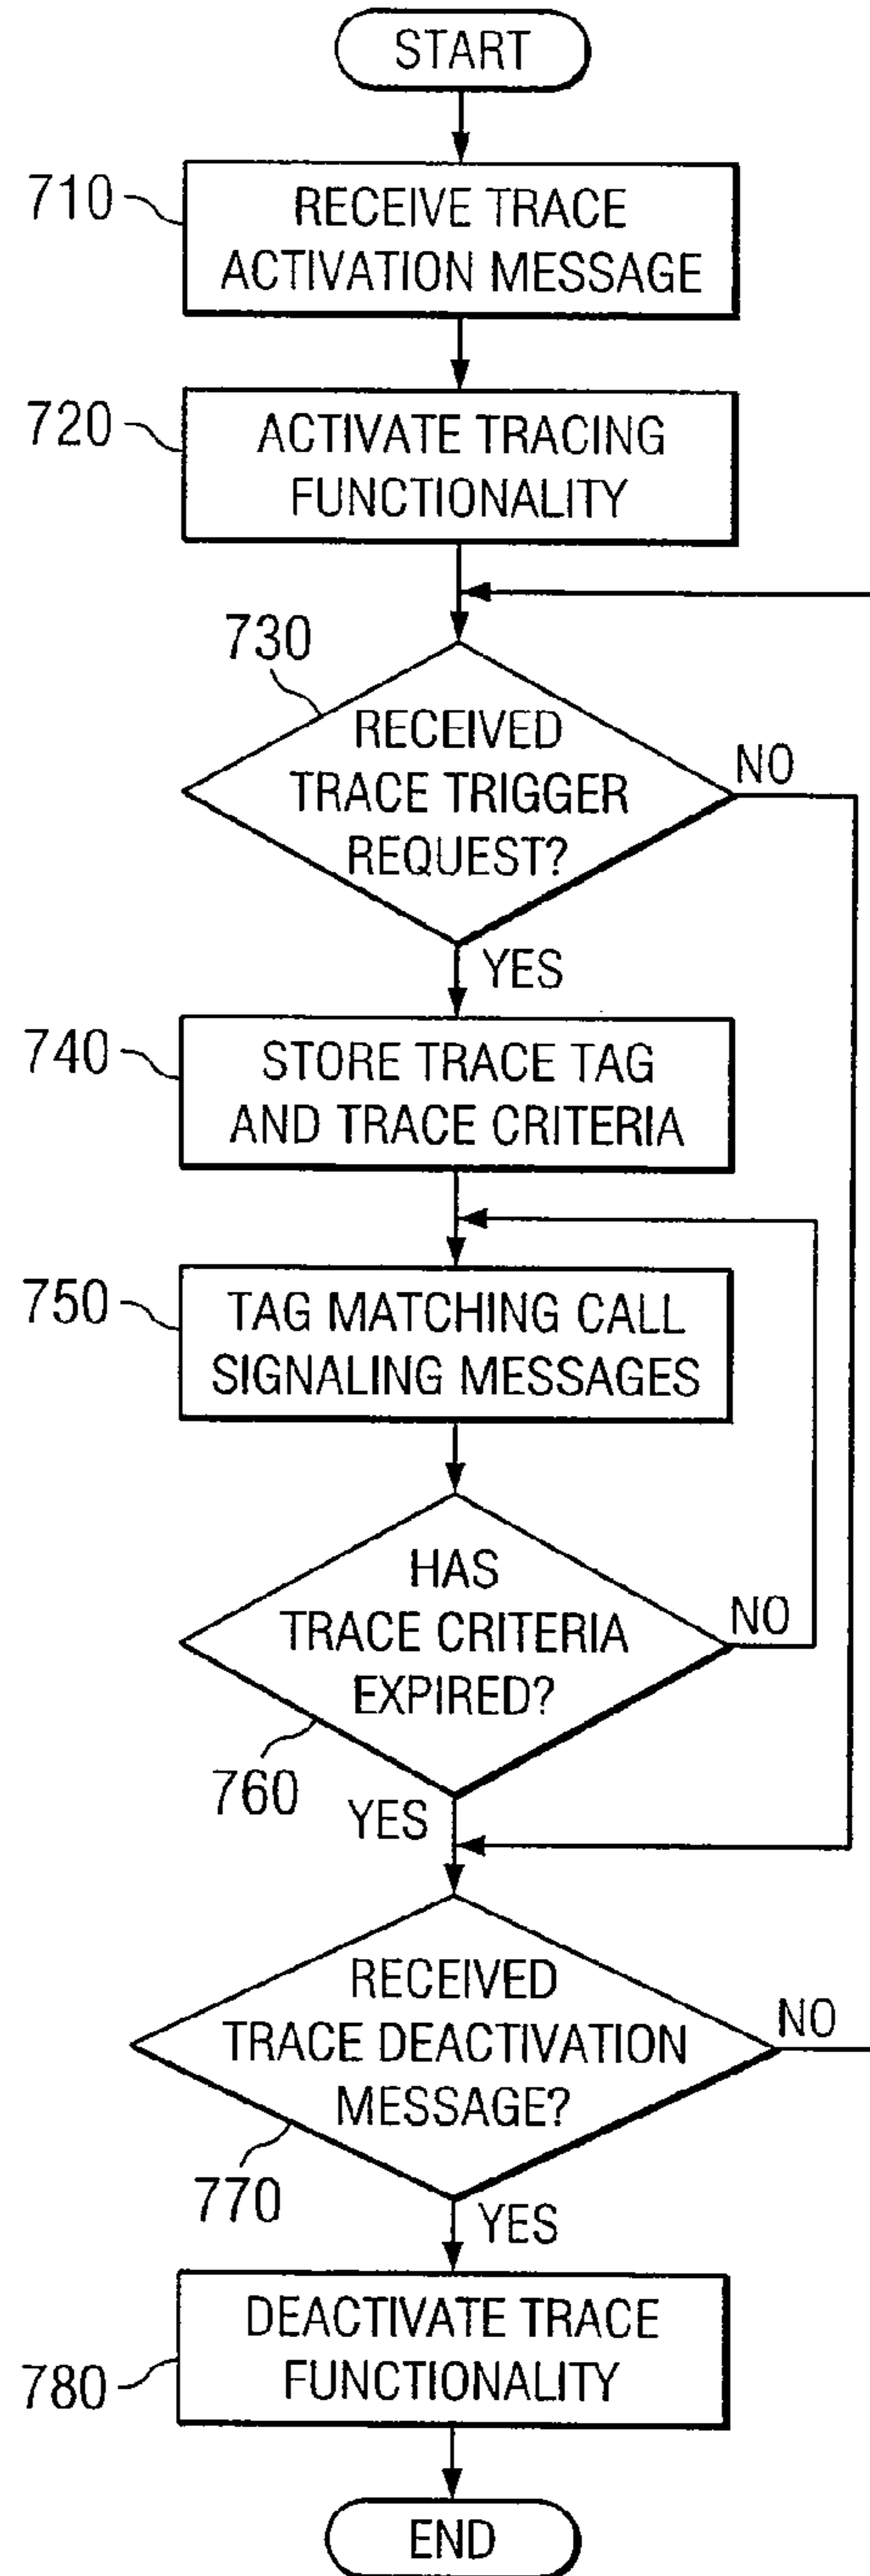 START
710
RECEIVE TRACE
ACTIVATION MESSAGE
720
ACTIVATE TRACING
FUNCTIONALITY
730
RECEIVED
TRACE TRIGGER
REQUEST?
NO
YES
740
STORE TRACE TAG
AND TRACE CRITERIA
750
TAG MATCHING CALL
SIGNALING MESSAGES
HAS
TRACE CRITERIA
EXPIRED?
NO
760
YES
RECEIVED
TRACE DEACTIVATION
MESSAGE?
NO
770
YES
780
DEACTIVATE TRACE
FUNCTIONALITY
END